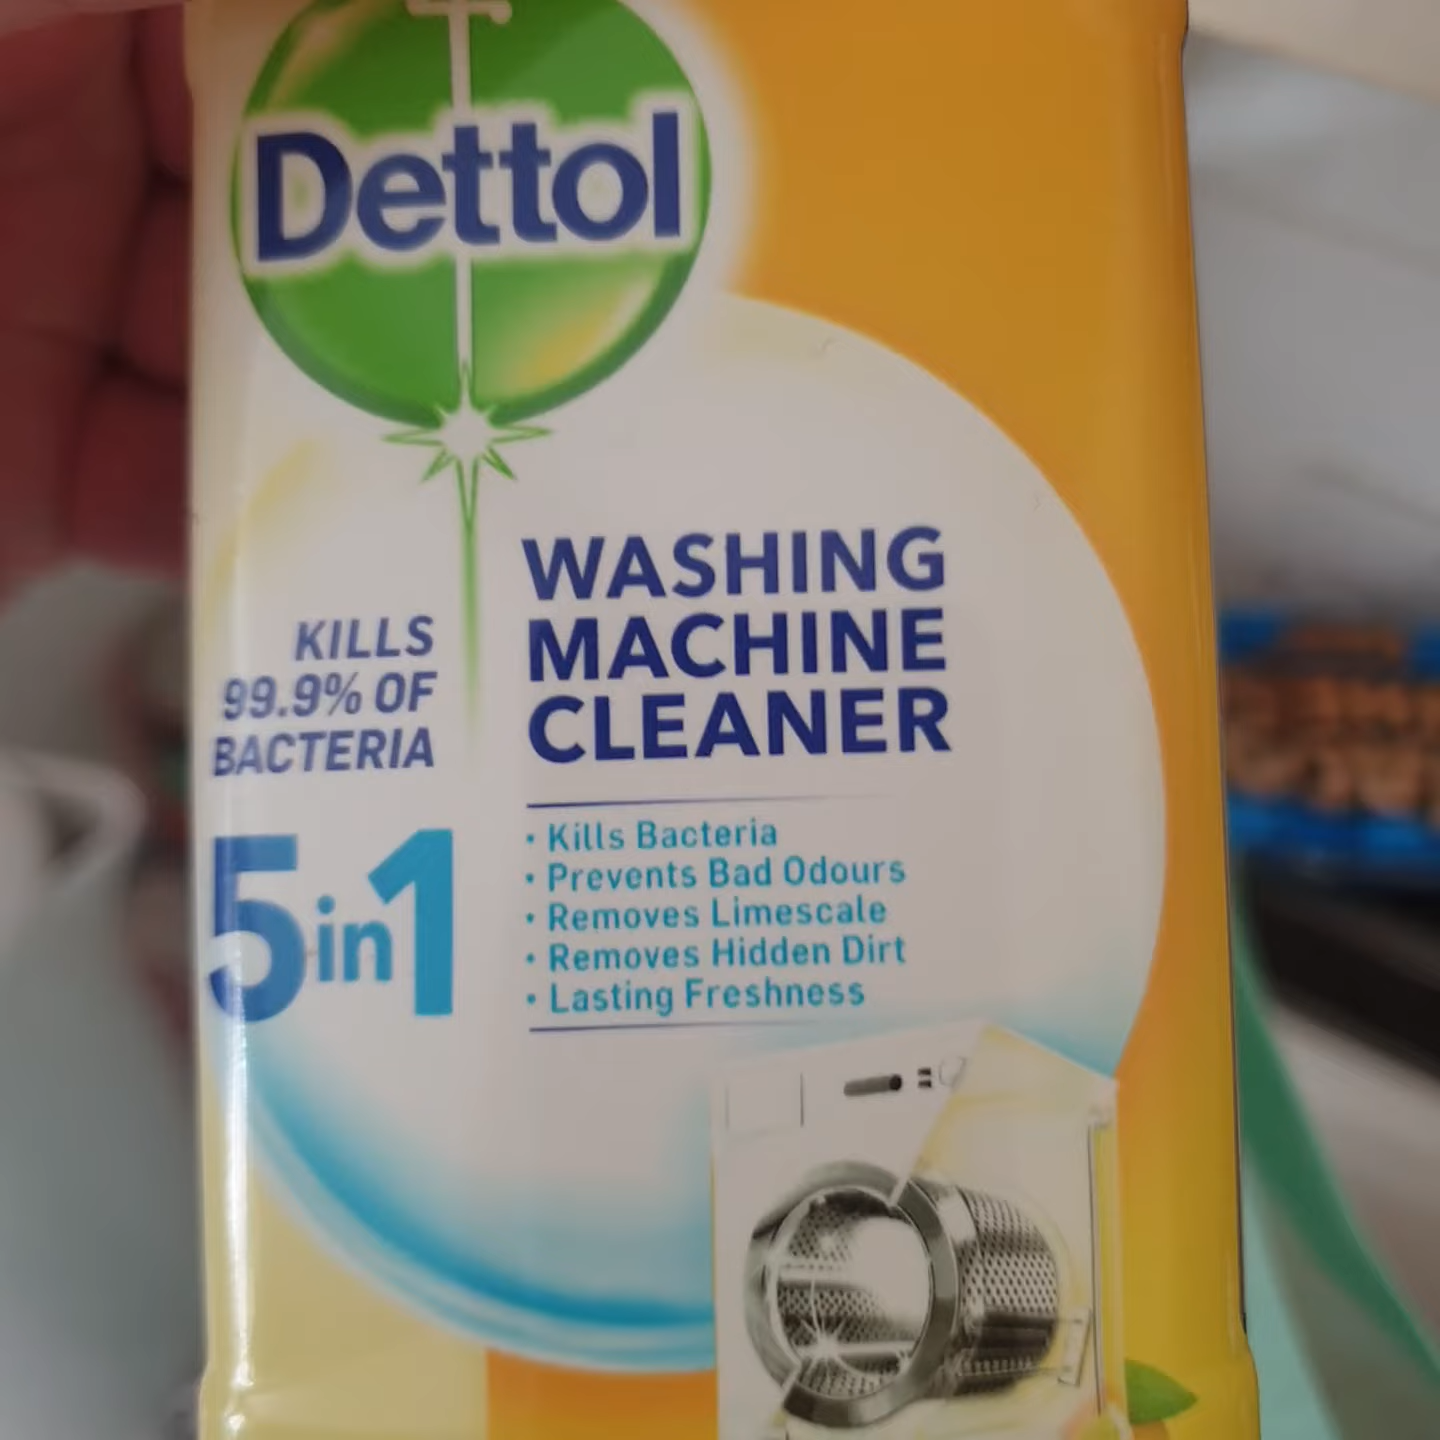 Dettol
KILLS
99.9% OF
BACTERIA
5in1
WASHING
MACHINE
CLEANER
• Kills Bacteria
• Prevents Bad Odours
• Removes Limescale
• Removes Hidden Dirt
• Lasting Freshness